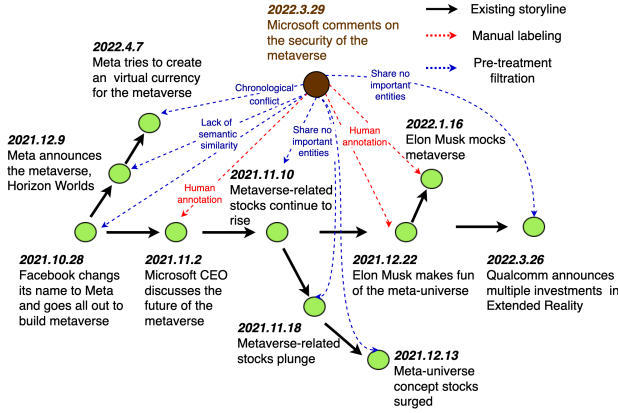 2022.3.29
Microsoft comments on
the security of the
metaverse
Existing storyline
Manual labeling
Pre-treatment
filtration
2022.4.7
Meta tries to create
an virtual currency
for the metaverse
Chronological
conflict
Share no
important
entities
Lack of
semantic
similarity
Share no
important
entities
Human
annotation
2022.1.16
Elon Musk mocks
metaverse
2021.12.9
Meta announces
the metaverse,
Horizon Worlds
Human
annotation
2021.11.10
Metaverse-related
stocks continue to
rise
2021.10.28
Facebook changs
its name to Meta
and goes all out to
build metaverse
2021.11.2
Microsoft CEO
discusses the
future of the
metaverse
2021.12.22
Elon Musk makes fun
of the meta-universe
2022.3.26
Qualcomm announces
multiple investments in
Extended Reality
2021.11.18
Metaverse-related
stocks plunge
2021.12.13
Meta-universe
concept stocks
surged